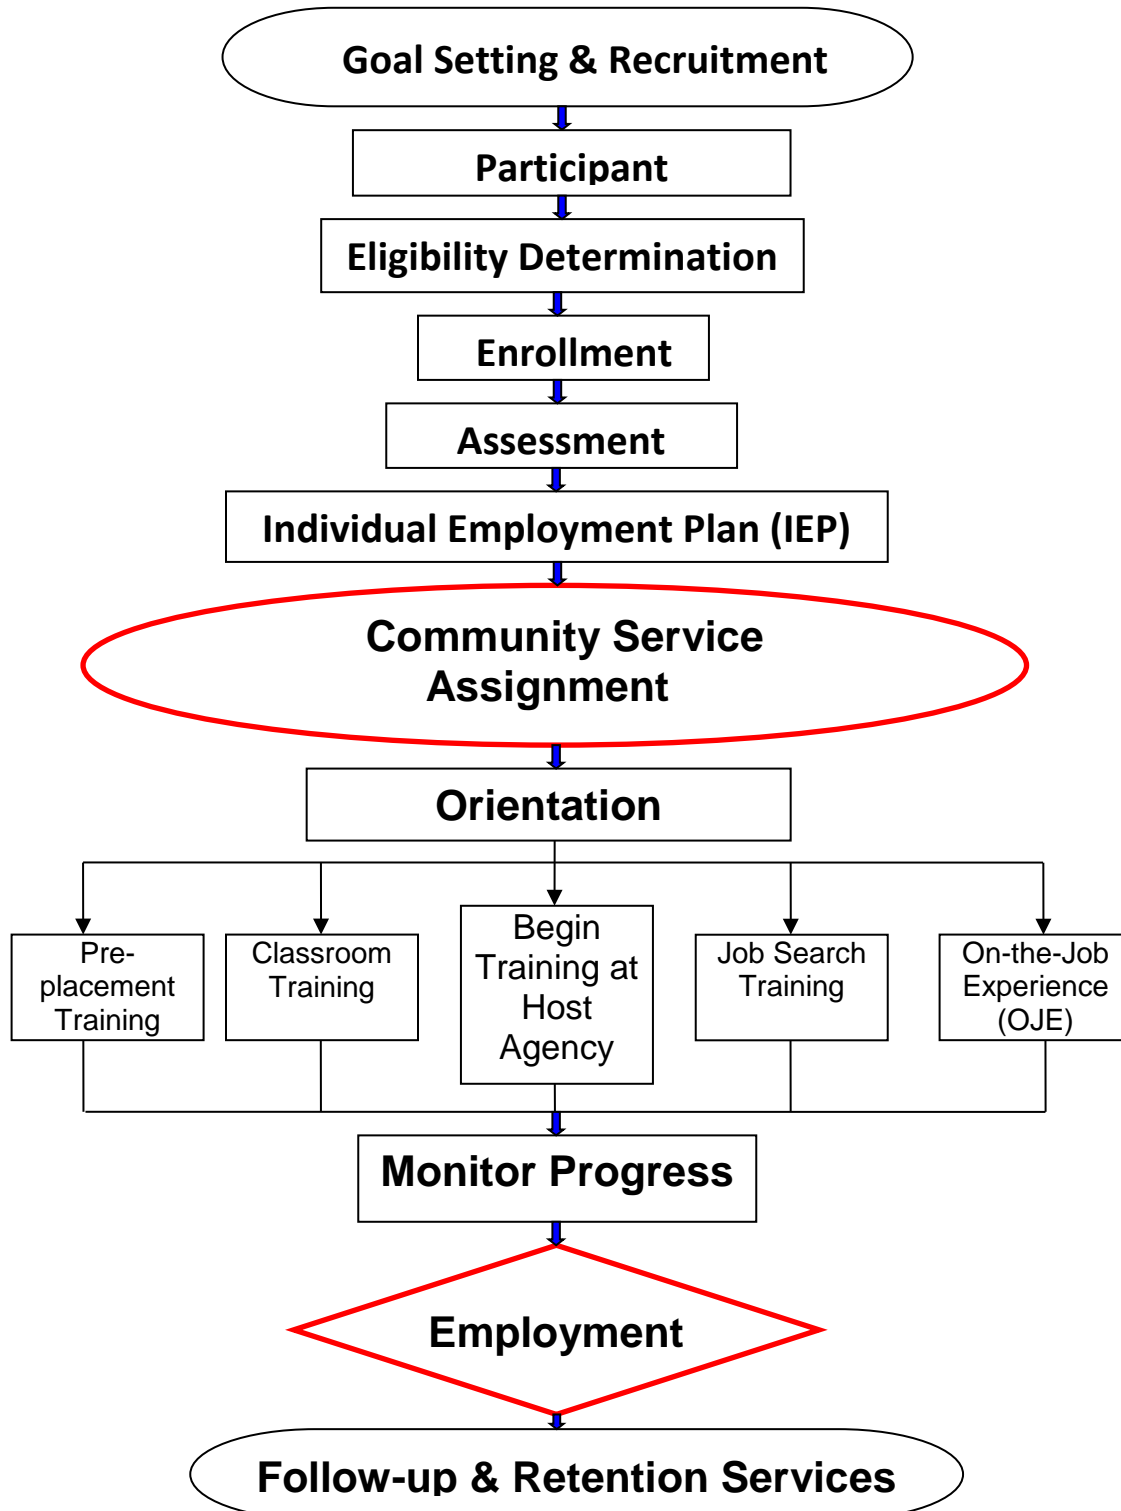 Goal Setting & Recruitment
Participant
Eligibility Determination
Enrollment
Assessment
Individual Employment Plan (IEP)
Community Service
Assignment
Orientation
Pre-
placement
Training
Classroom
Training
Begin
Training at
Host
Agency
Job Search
Training
On-the-Job
Experience
(OJE)
Monitor Progress
Employment
Follow-up & Retention Services